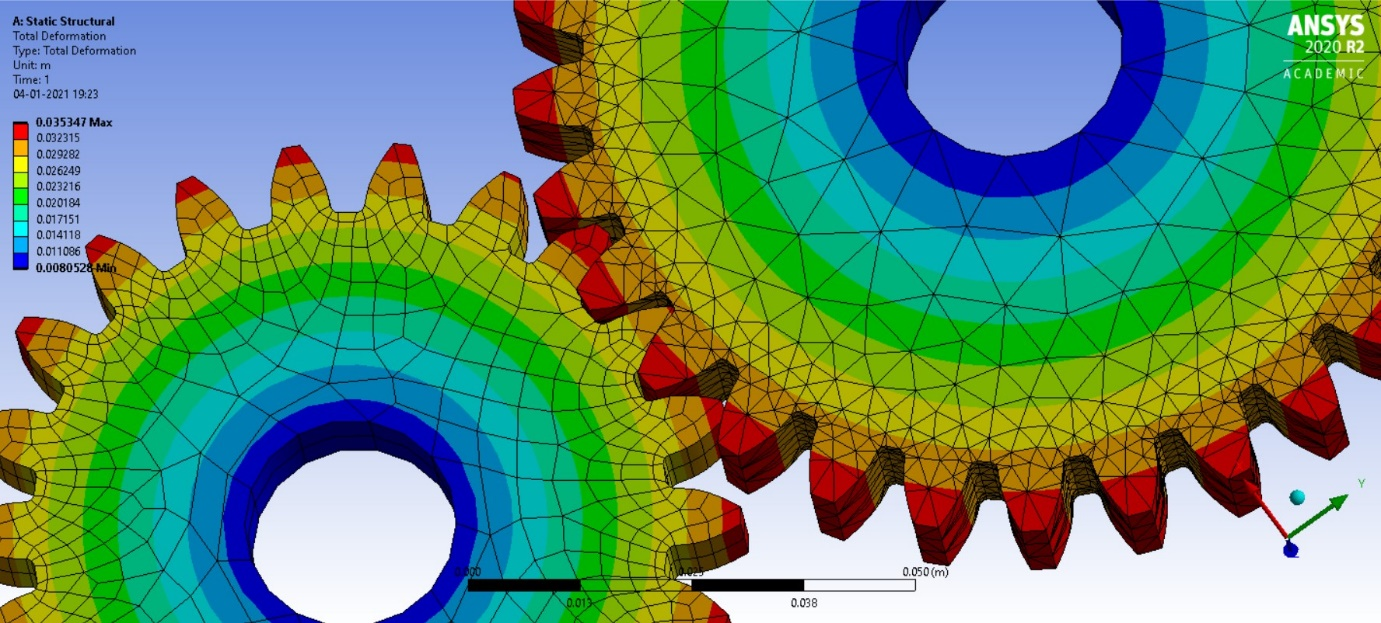 A: Static Structural
Total Deformation
Type: Total Deformation
Unit: m
Time: 1
04-01-2021 19:23
0.035347 Max
0.032315
0.029282
0.026249
0.023216
0.020184
0.017151
0.014118
0.011086
0.0080528 Min
ANSYS
2020 R2
ACADEMIC
Y
Z
0.000
0.025
0.050 (m)
0.013
0.038